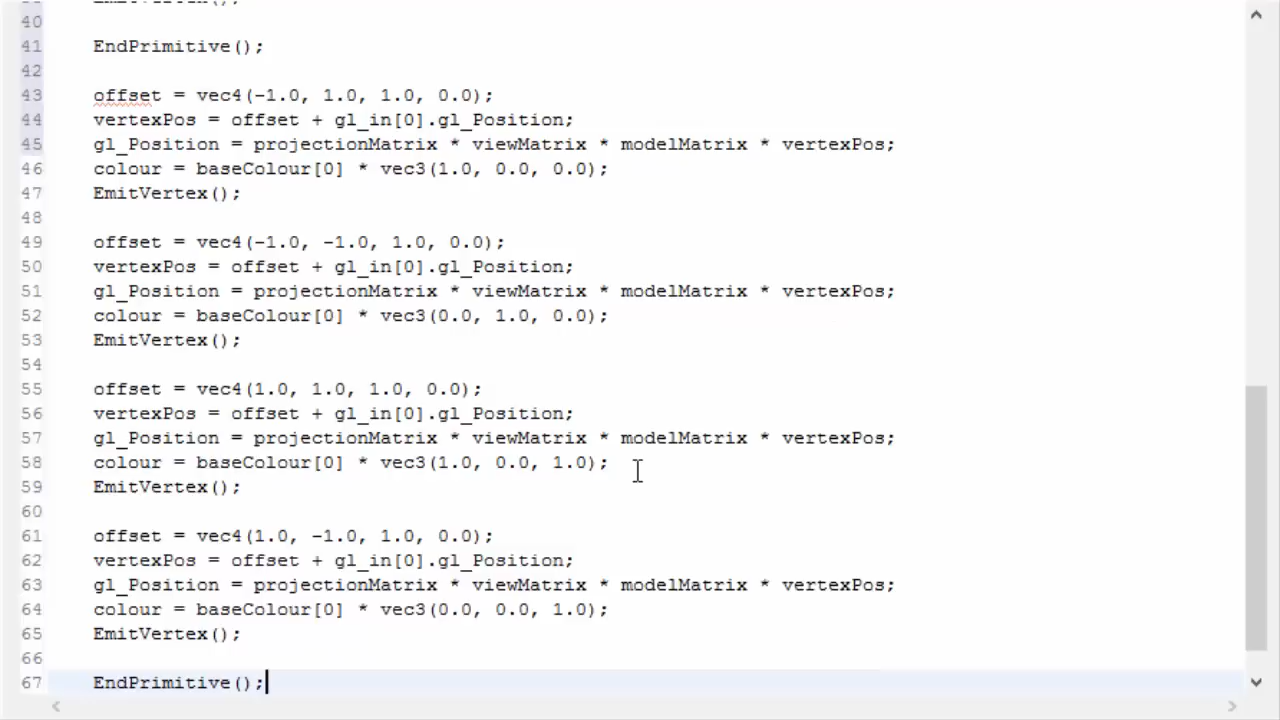 40
41 EndPrimitive();
42
43 offset = vec4(-1.0, 1.0, 1.0, 0.0);
44 vertexPos = offset + gl_in[0].gl_Position;
45 gl_Position = projectionMatrix * viewMatrix * modelMatrix * vertexPos;
46 colour = baseColour[0] * vec3(1.0, 0.0, 0.0);
47 EmitVertex();
48
49 offset = vec4(-1.0, -1.0, 1.0, 0.0);
50 vertexPos = offset + gl_in[0].gl_Position;
51 gl_Position = projectionMatrix * viewMatrix * modelMatrix * vertexPos;
52 colour = baseColour[0] * vec3(0.0, 1.0, 0.0);
53 EmitVertex();
54
55 offset = vec4(1.0, 1.0, 1.0, 0.0);
56 vertexPos = offset + gl_in[0].gl_Position;
57 gl_Position = projectionMatrix * viewMatrix * modelMatrix * vertexPos;
58 colour = baseColour[0] * vec3(1.0, 0.0, 1.0);
59 EmitVertex();
60
61 offset = vec4(1.0, -1.0, 1.0, 0.0);
62 vertexPos = offset + gl_in[0].gl_Position;
63 gl_Position = projectionMatrix * viewMatrix * modelMatrix * vertexPos;
64 colour = baseColour[0] * vec3(0.0, 0.0, 1.0);
65 EmitVertex();
66
67 EndPrimitive();